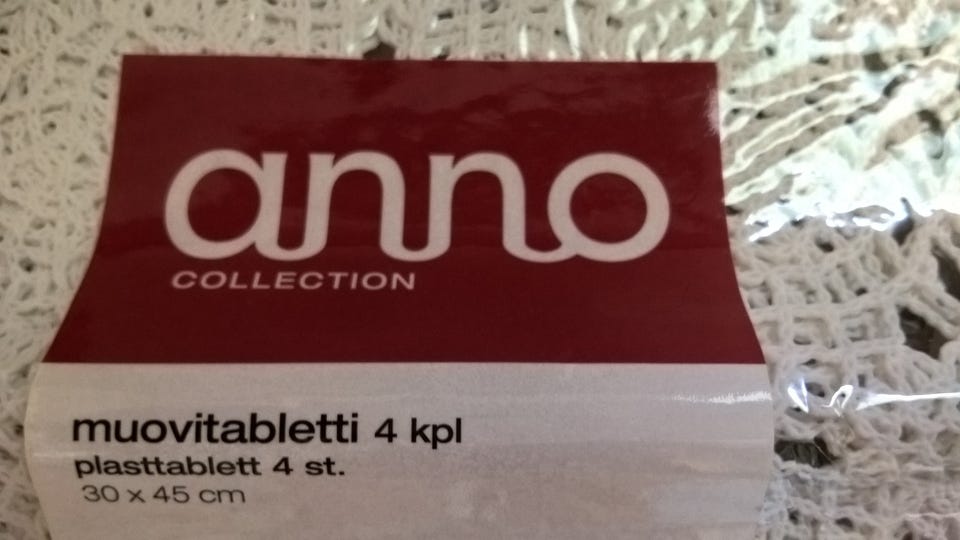 anno
COLLECTION
muovitabletti 4 kpl
plasttablett 4 st.
30 x 45 cm